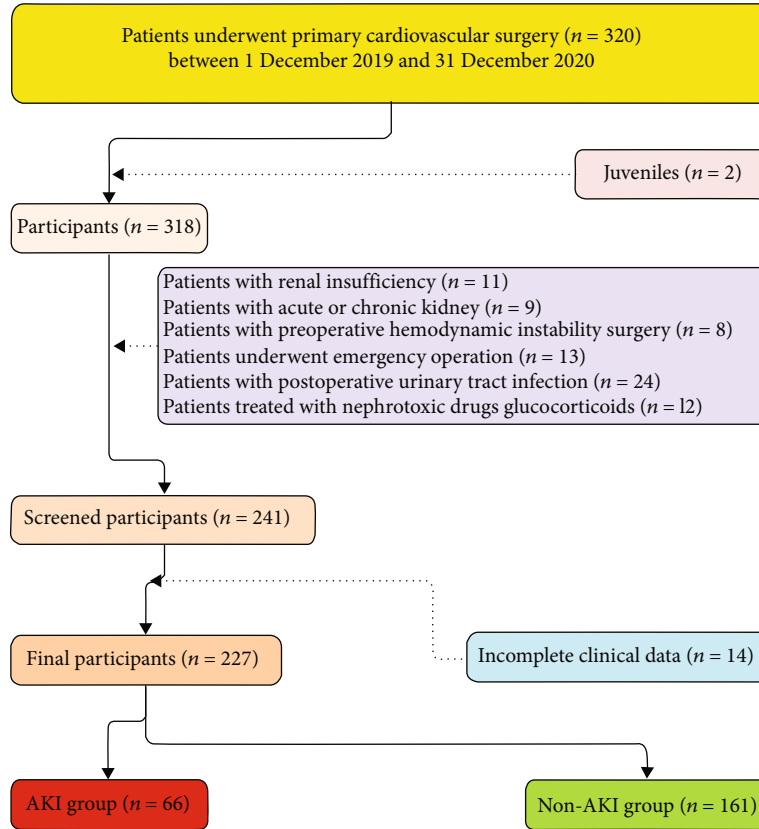 Patients underwent primary cardiovascular surgery (n = 320)
between 1 December 2019 and 31 December 2020
Juveniles (n = 2)
Participants (n = 318)
Patients with renal insufficiency (n = 11)
Patients with acute or chronic kidney (n = 9)
Patients with preoperative hemodynamic instability surgery (n = 8)
Patients underwent emergency operation (n = 13)
Patients with postoperative urinary tract infection (n = 24)
Patients treated with nephrotoxic drugs glucocorticoids (n = l2)
Screened participants (n = 241)
Final participants (n = 227)
Incomplete clinical data (n = 14)
AKI group (n = 66)
Non-AKI group (n = 161)